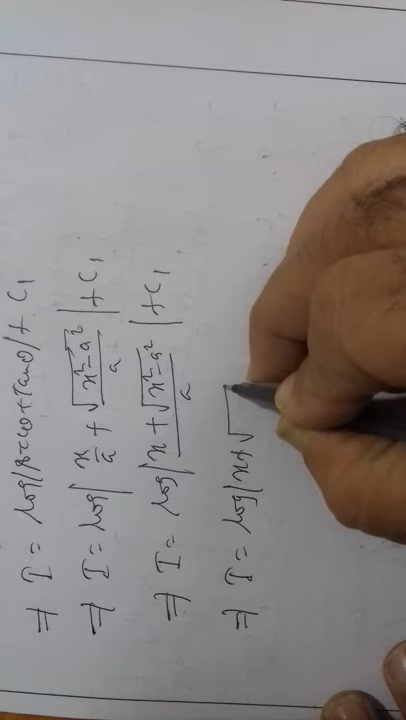 ⇒ I = log|secθ + tanθ| + C₁
⇒ I = log|x/a + √(x²-a²)/a| + C₁
⇒ I = log|(x + √(x²-a²))/a| + C₁
⇒ I = log|x + √